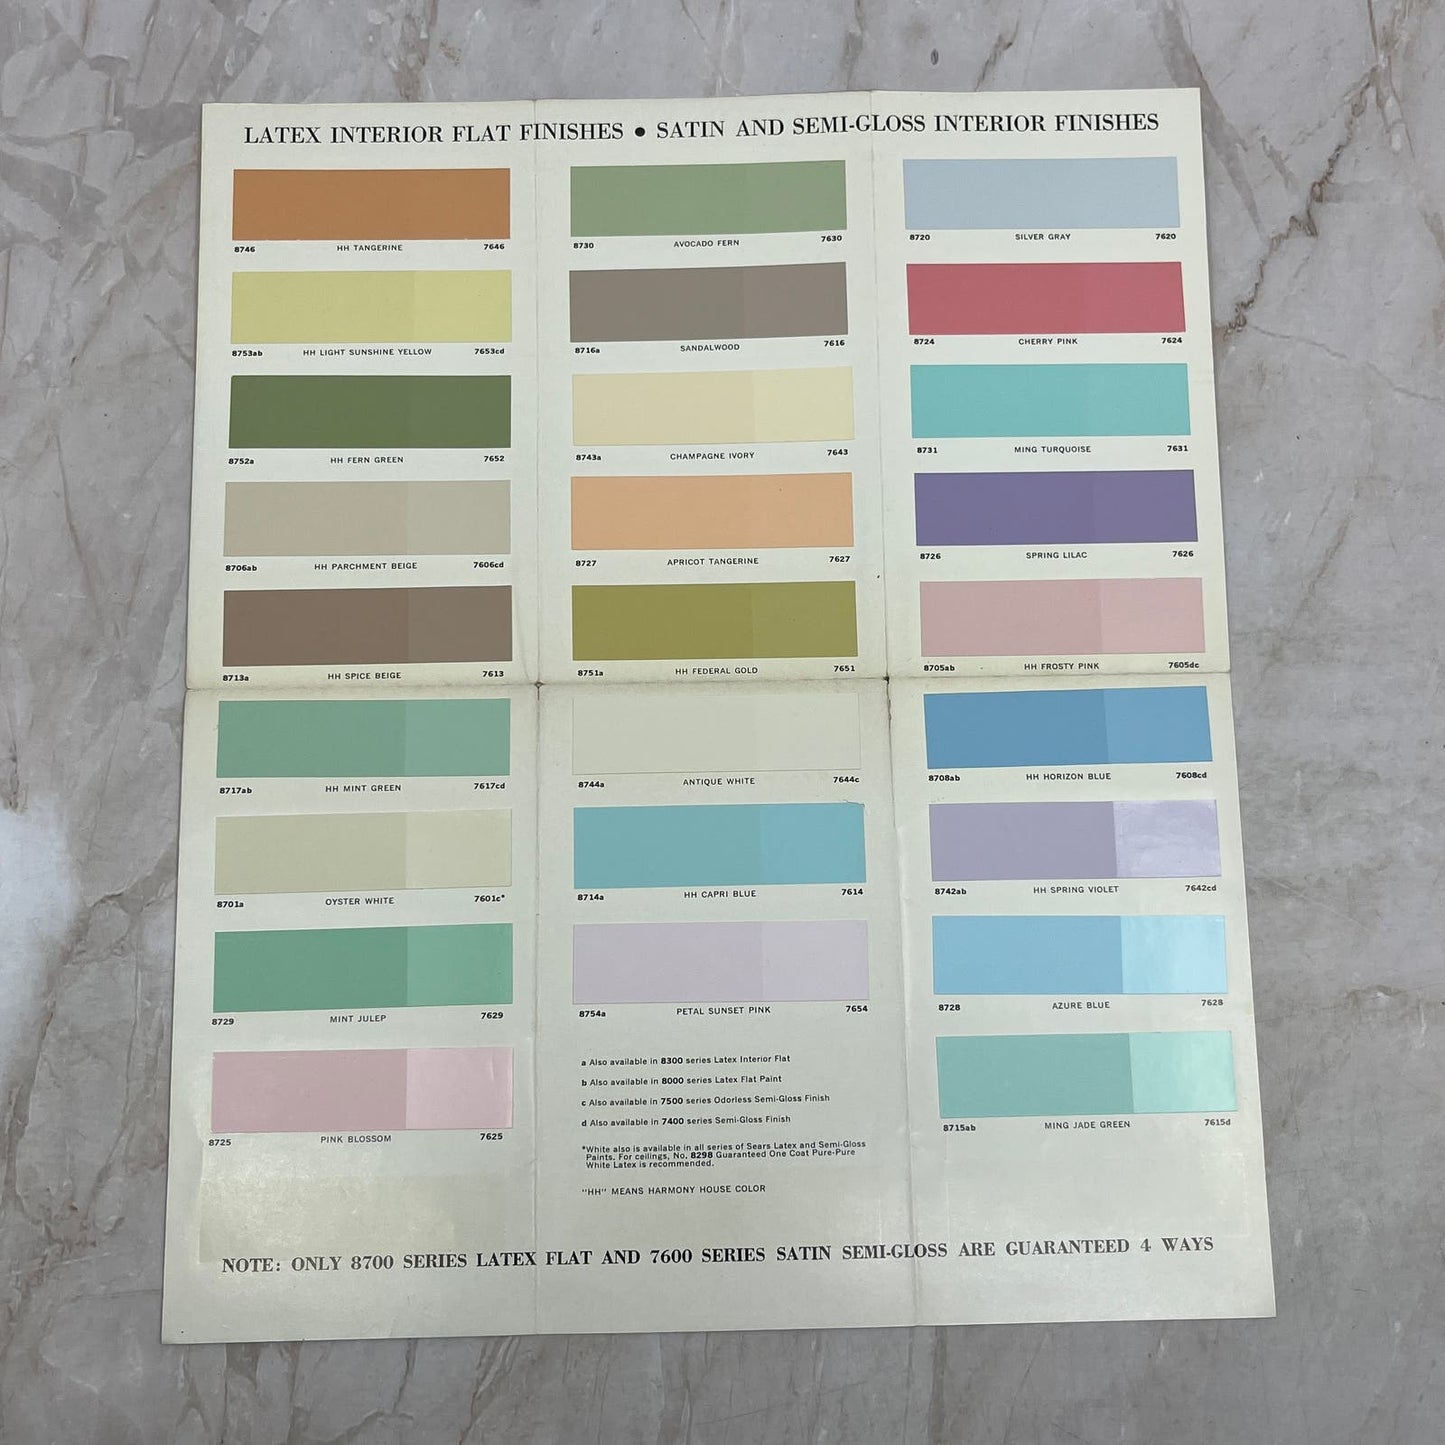 LATEX INTERIOR FLAT FINISHES • SATIN AND SEMI-GLOSS INTERIOR FINISHES
8746 HH TANGERINE 7646
8753ab HH LIGHT SUNSHINE YELLOW 7653cd
8752a HH FERN GREEN 7652
8706ab HH PARCHMENT BEIGE 7606cd
8713a HH SPICE BEIGE 7613
8717ab HH MINT GREEN 7617cd
8701a OYSTER WHITE 7601c*
8729 MINT JULEP 7629
8725 PINK BLOSSOM 7625
8730 AVOCADO FERN 7630
8716a SANDALWOOD 7616
8743a CHAMPAGNE IVORY 7643
8727 APRICOT TANGERINE 7627
8751a HH FEDERAL GOLD 7651
8744a ANTIQUE WHITE 7644c
8714a HH CAPRI BLUE 7614
8754a PETAL SUNSET PINK 7654
a Also available in 8300 series Latex Interior Flat
b Also available in 8000 series Latex Flat Paint
c Also available in 7500 series Odorless Semi-Gloss Finish
d Also available in 7400 series Semi-Gloss Finish
*White also is available in all series of Sears Latex and Semi-Gloss
Paints. For ceilings, No. 8298 Guaranteed One Coat Pure-Pure
White Latex is recommended.
"HH" MEANS HARMONY HOUSE COLOR
8720 SILVER GRAY 7620
8724 CHERRY PINK 7624
8731 MING TURQUOISE 7631
8726 SPRING LILAC 7626
8705ab HH FROSTY PINK 7605dc
8708ab HH HORIZON BLUE 7608cd
8742ab HH SPRING VIOLET 7642cd
8728 AZURE BLUE 7628
8715ab MING JADE GREEN 7615d
NOTE: ONLY 8700 SERIES LATEX FLAT AND 7600 SERIES SATIN SEMI-GLOSS ARE GUARANTEED 4 WAYS